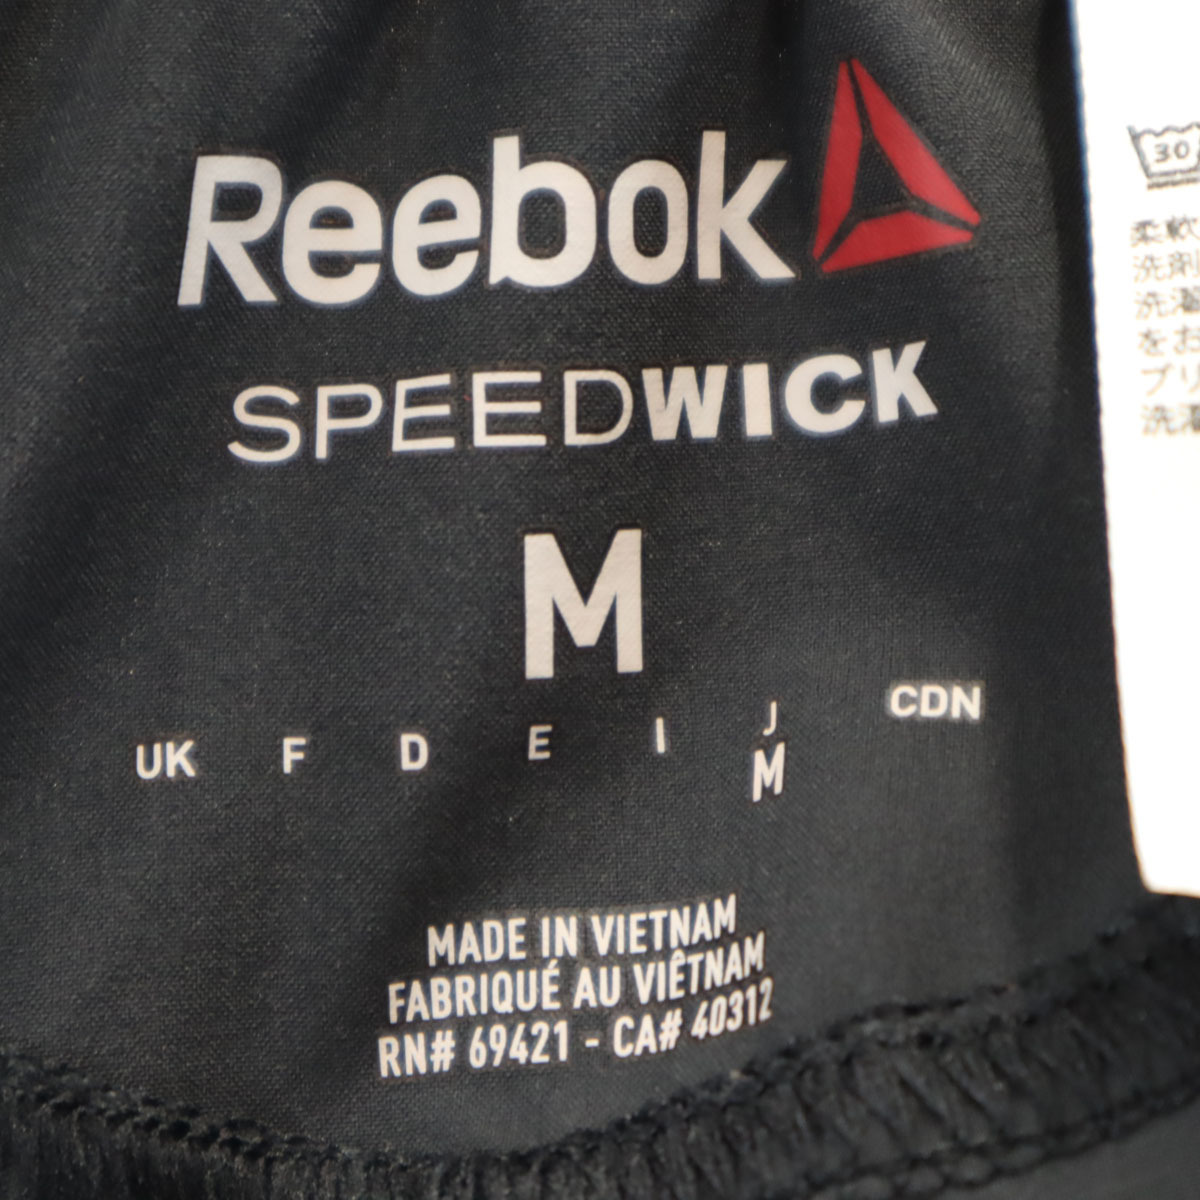 Reebok
SPEEDWICK
M
UK F D E I J CDN
M
MADE IN VIETNAM
FABRIQUÉ AU VIÊTNAM
RN# 69421 - CA# 40312
30
柔軟
洗剤
洗濯
をお
プリ
洗濯